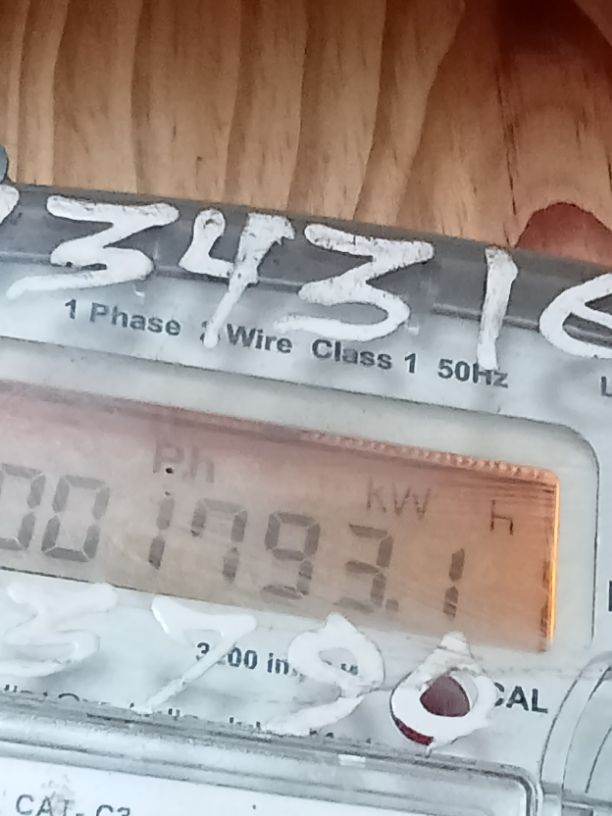 34316
1 Phase Wire Class 1 50Hz
Ph kW h
001793.1
3790
CAL
CAT- C3